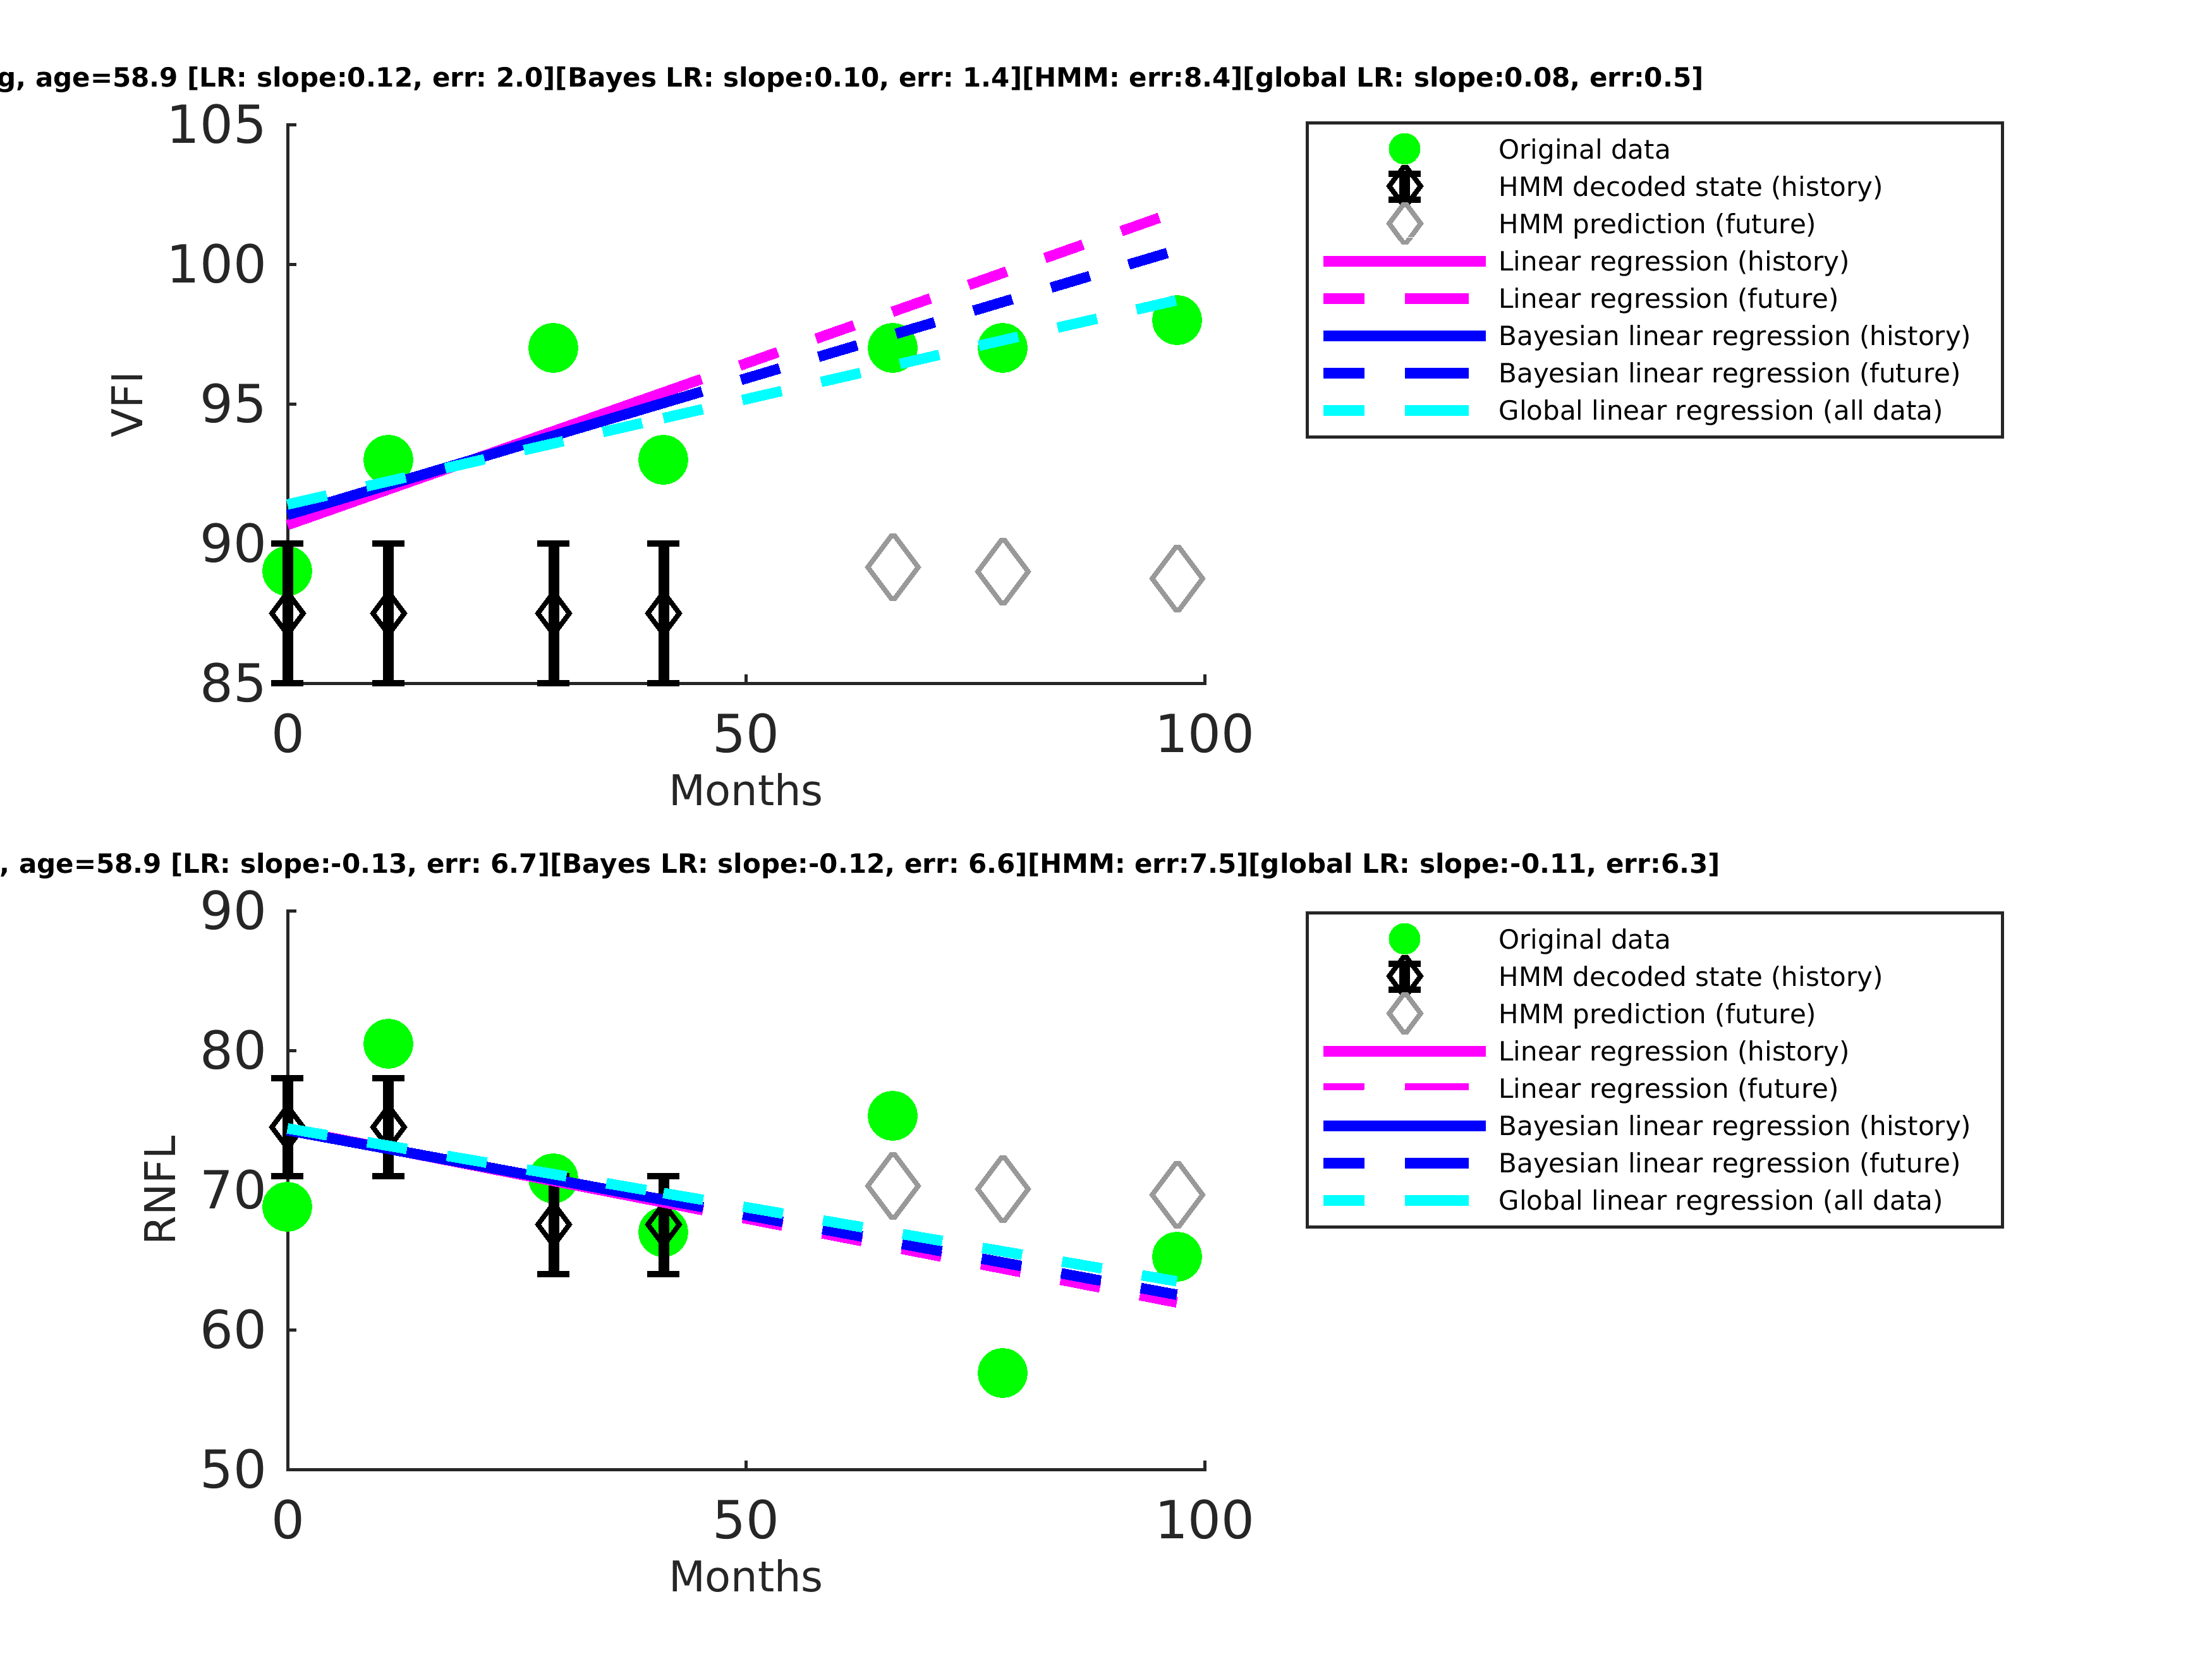 g, age=58.9 [LR: slope:0.12, err: 2.0][Bayes LR: slope:0.10, err: 1.4][HMM: err:8.4][global LR: slope:0.08, err:0.5]
105
100
95
90
85
VFI
0 50 100
Months
Original data
HMM decoded state (history)
HMM prediction (future)
Linear regression (history)
Linear regression (future)
Bayesian linear regression (history)
Bayesian linear regression (future)
Global linear regression (all data)
, age=58.9 [LR: slope:-0.13, err: 6.7][Bayes LR: slope:-0.12, err: 6.6][HMM: err:7.5][global LR: slope:-0.11, err:6.3]
90
80
70
60
50
RNFL
0 50 100
Months
Original data
HMM decoded state (history)
HMM prediction (future)
Linear regression (history)
Linear regression (future)
Bayesian linear regression (history)
Bayesian linear regression (future)
Global linear regression (all data)